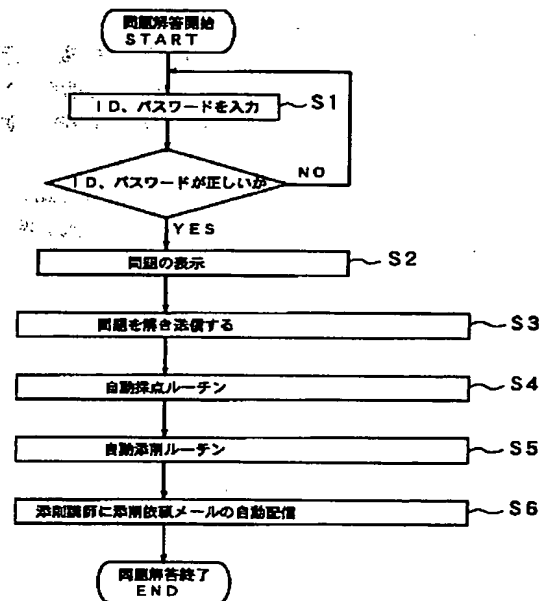 問題解答開始
START
ID、パスワードを入力
S1
ID、パスワードが正しいか
NO
YES
問題の表示
S2
問題を解き送信する
S3
自動採点ルーチン
S4
自動添削ルーチン
S5
添削講師に添削依頼メールの自動配信
S6
問題解答終了
END